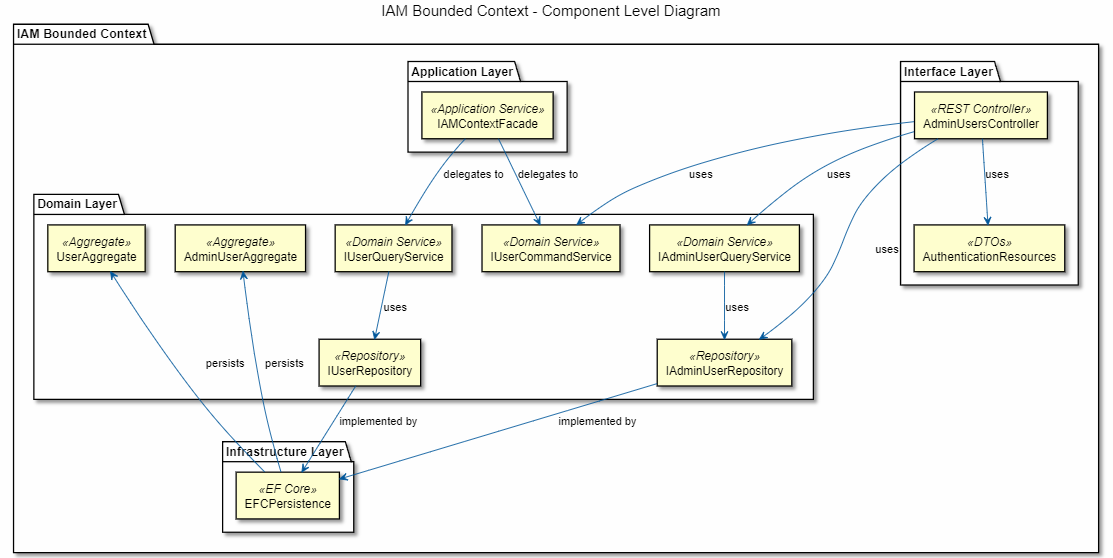 IAM Bounded Context - Component Level Diagram
IAM Bounded Context
Application Layer
«Application Service»
IAMContextFacade
Interface Layer
«REST Controller»
AdminUsersController
delegates to
delegates to
uses
uses
uses
uses
Domain Layer
«Aggregate»
UserAggregate
«Aggregate»
AdminUserAggregate
«Domain Service»
IUserQueryService
«Domain Service»
IUserCommandService
«Domain Service»
IAdminUserQueryService
«DTOs»
AuthenticationResources
uses
uses
«Repository»
IUserRepository
«Repository»
IAdminUserRepository
persists
persists
implemented by
implemented by
Infrastructure Layer
«EF Core»
EFCPersistence